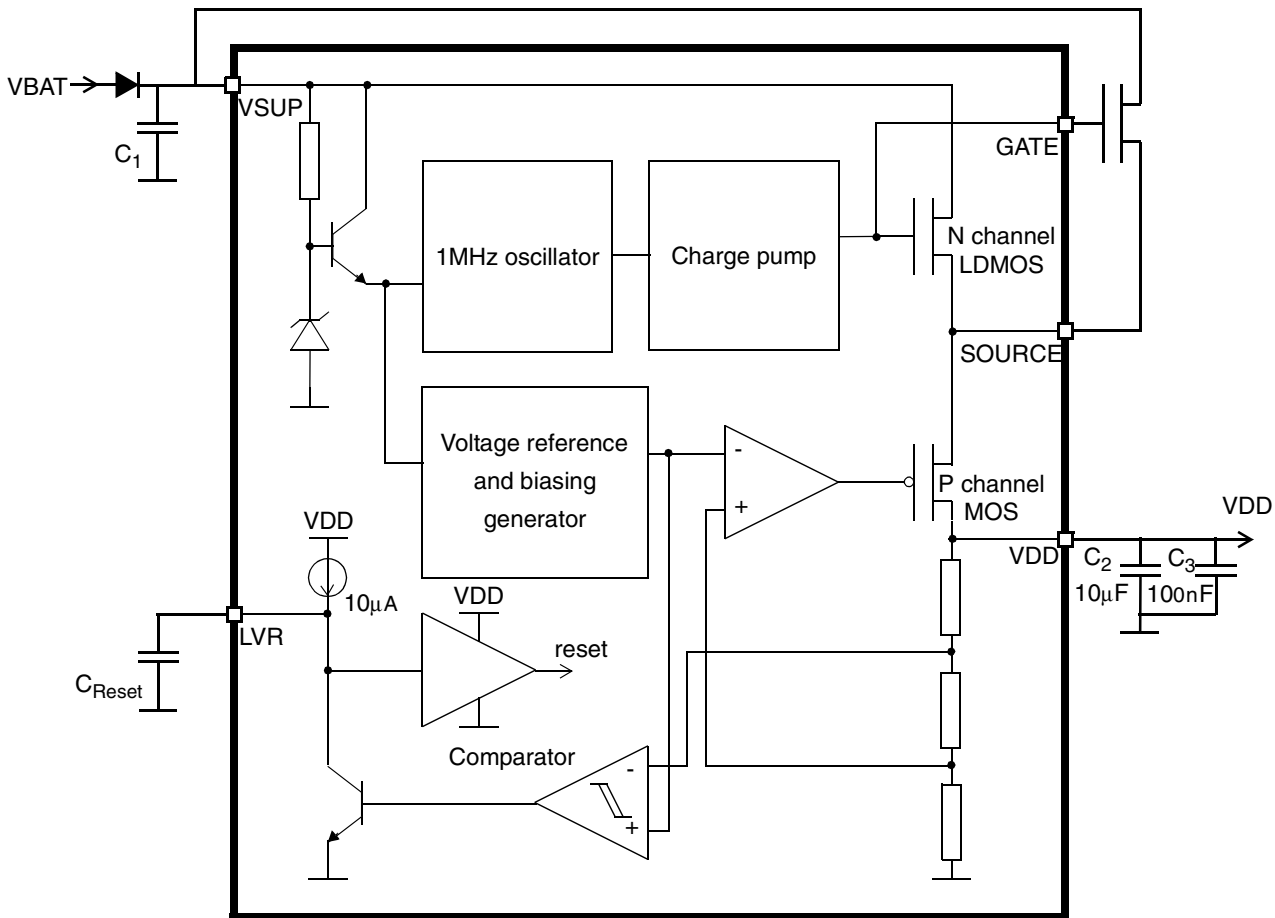 VBAT
VSUP
C1
GATE
1MHz oscillator
Charge pump
N channel
LDMOS
SOURCE
Voltage reference
and biasing
generator
-
+
P channel
MOS
VDD
VDD
VDD
C2
C3
10µF
100nF
10µA
LVR
VDD
reset
CReset
Comparator
-
+